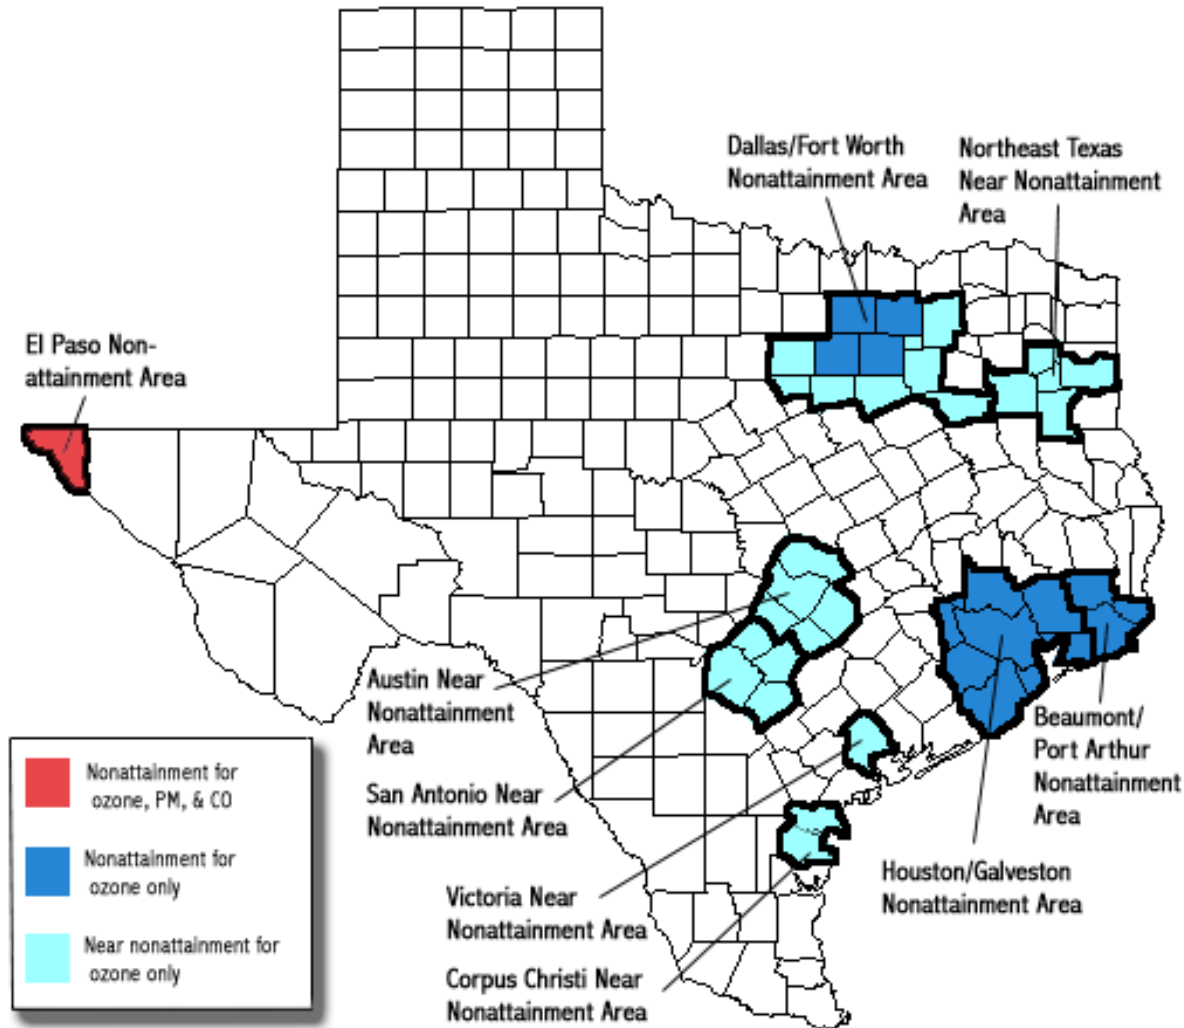 Dallas/Fort Worth
Nonattainment Area
Northeast Texas
Near Nonattainment
Area
El Paso Non-
attainment Area
Austin Near
Nonattainment
Area
San Antonio Near
Nonattainment Area
Victoria Near
Nonattainment Area
Corpus Christi Near
Nonattainment Area
Beaumont/
Port Arthur
Nonattainment
Area
Houston/Galveston
Nonattainment Area
Nonattainment for
ozone, PM, & CO
Nonattainment for
ozone only
Near nonattainment for
ozone only